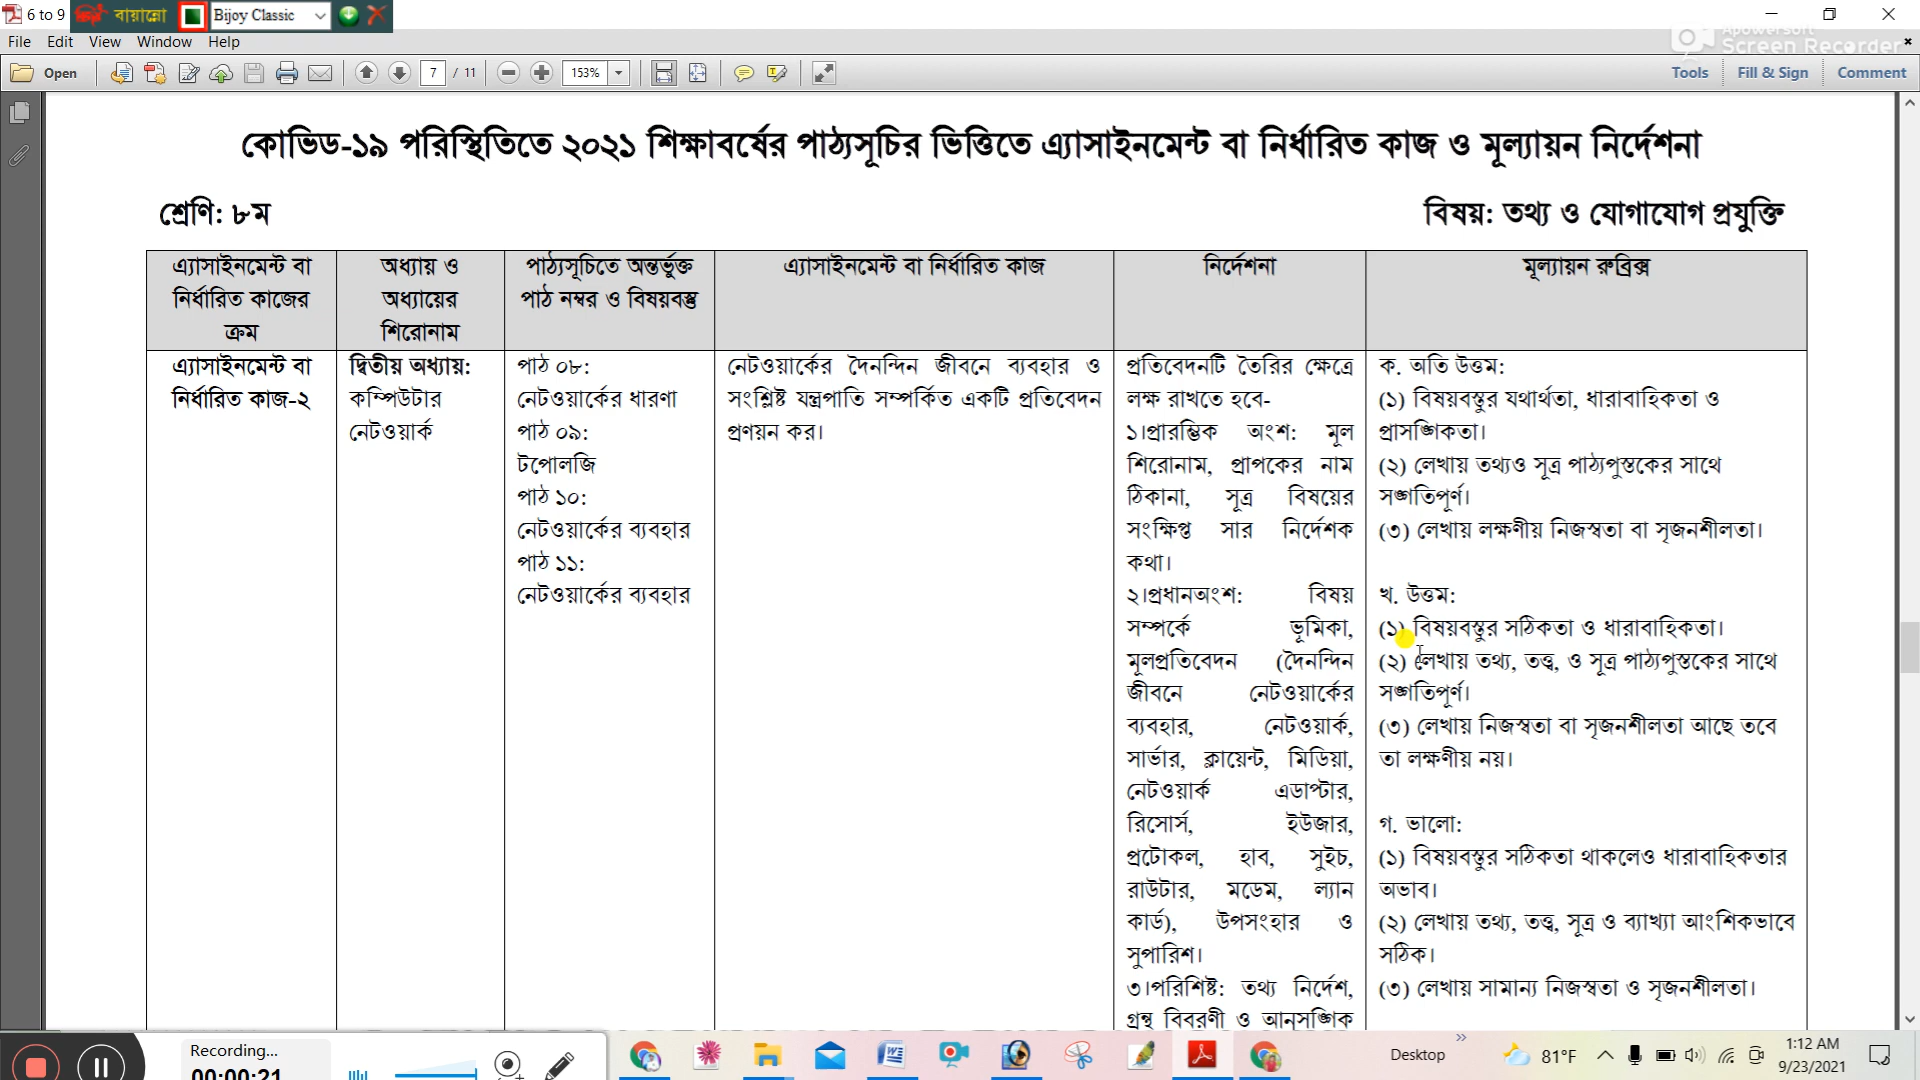 6 to 9 বায়ান্নো Bijoy Classic
File Edit View Window Help
Apowersoft
Screen Recorder
Open 7 / 11 153% Tools Fill & Sign Comment
কোভিড-১৯ পরিস্থিতিতে ২০২১ শিক্ষাবর্ষের পাঠ্যসূচির ভিত্তিতে এ্যাসাইনমেন্ট বা নির্ধারিত কাজ ও মূল্যায়ন নির্দেশনা
শ্রেণি: ৮ম
বিষয়: তথ্য ও যোগাযোগ প্রযুক্তি
এ্যাসাইনমেন্ট বা
নির্ধারিত কাজের
ক্রম
অধ্যায় ও
অধ্যায়ের
শিরোনাম
পাঠ্যসূচিতে অন্তর্ভুক্ত
পাঠ নম্বর ও বিষয়বস্তু
এ্যাসাইনমেন্ট বা নির্ধারিত কাজ
নির্দেশনা
মূল্যায়ন রুব্রিক্স
এ্যাসাইনমেন্ট বা
নির্ধারিত কাজ-২
দ্বিতীয় অধ্যায়:
কম্পিউটার
নেটওয়ার্ক
পাঠ ০৮:
নেটওয়ার্কের ধারণা
পাঠ ০৯:
টপোলজি
পাঠ ১০:
নেটওয়ার্কের ব্যবহার
পাঠ ১১:
নেটওয়ার্কের ব্যবহার
নেটওয়ার্কের দৈনন্দিন জীবনে ব্যবহার ও
সংশ্লিষ্ট যন্ত্রপাতি সম্পর্কিত একটি প্রতিবেদন
প্রণয়ন কর।
প্রতিবেদনটি তৈরির ক্ষেত্রে
লক্ষ রাখতে হবে-
১।প্রারম্ভিক অংশ: মূল
শিরোনাম, প্রাপকের নাম
ঠিকানা, সূত্র বিষয়ের
সংক্ষিপ্ত সার নির্দেশক
কথা।
২।প্রধানঅংশ: বিষয়
সম্পর্কে ভূমিকা,
মূলপ্রতিবেদন (দৈনন্দিন
জীবনে নেটওয়ার্কের
ব্যবহার, নেটওয়ার্ক,
সার্ভার, ক্লায়েন্ট, মিডিয়া,
নেটওয়ার্ক এডাপ্টার,
রিসোর্স, ইউজার,
প্রটোকল, হাব, সুইচ,
রাউটার, মডেম, ল্যান
কার্ড), উপসংহার ও
সুপারিশ।
৩।পরিশিষ্ট: তথ্য নির্দেশ,
গ্রন্থ বিবরণী ও আনুসঙ্গিক
ক. অতি উত্তম:
(১) বিষয়বস্তুর যথার্থতা, ধারাবাহিকতা ও
প্রাসঙ্গিকতা।
(২) লেখায় তথ্যও সূত্র পাঠ্যপুস্তকের সাথে
সঙ্গতিপূর্ণ।
(৩) লেখায় লক্ষণীয় নিজস্বতা বা সৃজনশীলতা।
খ. উত্তম:
(১) বিষয়বস্তুর সঠিকতা ও ধারাবাহিকতা।
(২) লেখায় তথ্য, তত্ত্ব, ও সূত্র পাঠ্যপুস্তকের সাথে
সঙ্গতিপূর্ণ।
(৩) লেখায় নিজস্বতা বা সৃজনশীলতা আছে তবে
তা লক্ষণীয় নয়।
গ. ভালো:
(১) বিষয়বস্তুর সঠিকতা থাকলেও ধারাবাহিকতার
অভাব।
(২) লেখায় তথ্য, তত্ত্ব, সূত্র ও ব্যাখ্যা আংশিকভাবে
সঠিক।
(৩) লেখায় সামান্য নিজস্বতা ও সৃজনশীলতা।
Recording...
00:00:21
Desktop 81°F
1:12 AM
9/23/2021